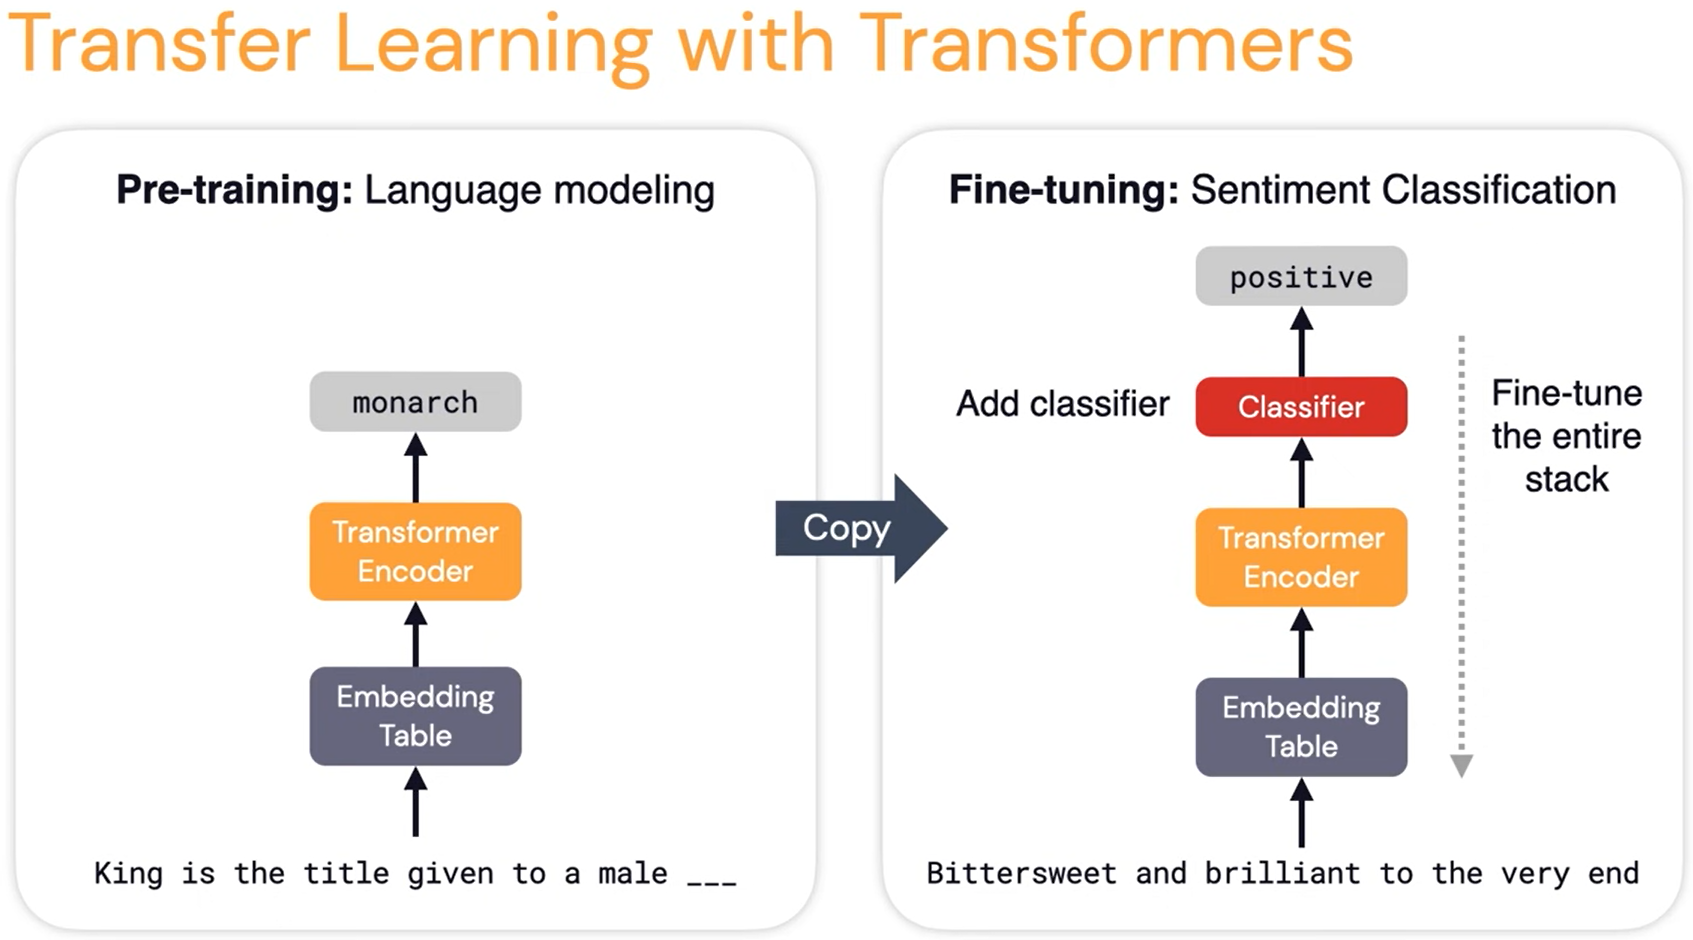 Transfer Learning with Transformers
Pre-training: Language modeling
monarch
Transformer
Encoder
Embedding
Table
King is the title given to a male ___
Copy
Fine-tuning: Sentiment Classification
positive
Add classifier
Classifier
Transformer
Encoder
Embedding
Table
Fine-tune
the entire
stack
Bittersweet and brilliant to the very end